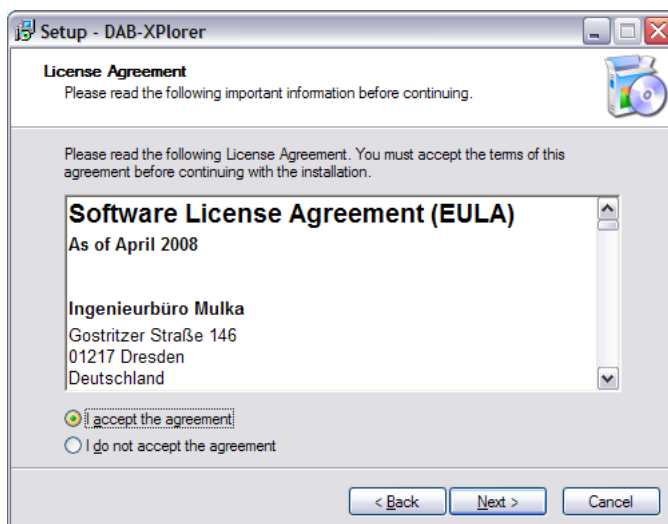 Setup - DAB-XPlorer
License Agreement
Please read the following important information before continuing.
Please read the following License Agreement. You must accept the terms of this
agreement before continuing with the installation.
Software License Agreement (EULA)
As of April 2008
Ingenieurbüro Mulka
Gostritzer Straße 146
01217 Dresden
Deutschland
I accept the agreement
I do not accept the agreement
< Back
Next >
Cancel